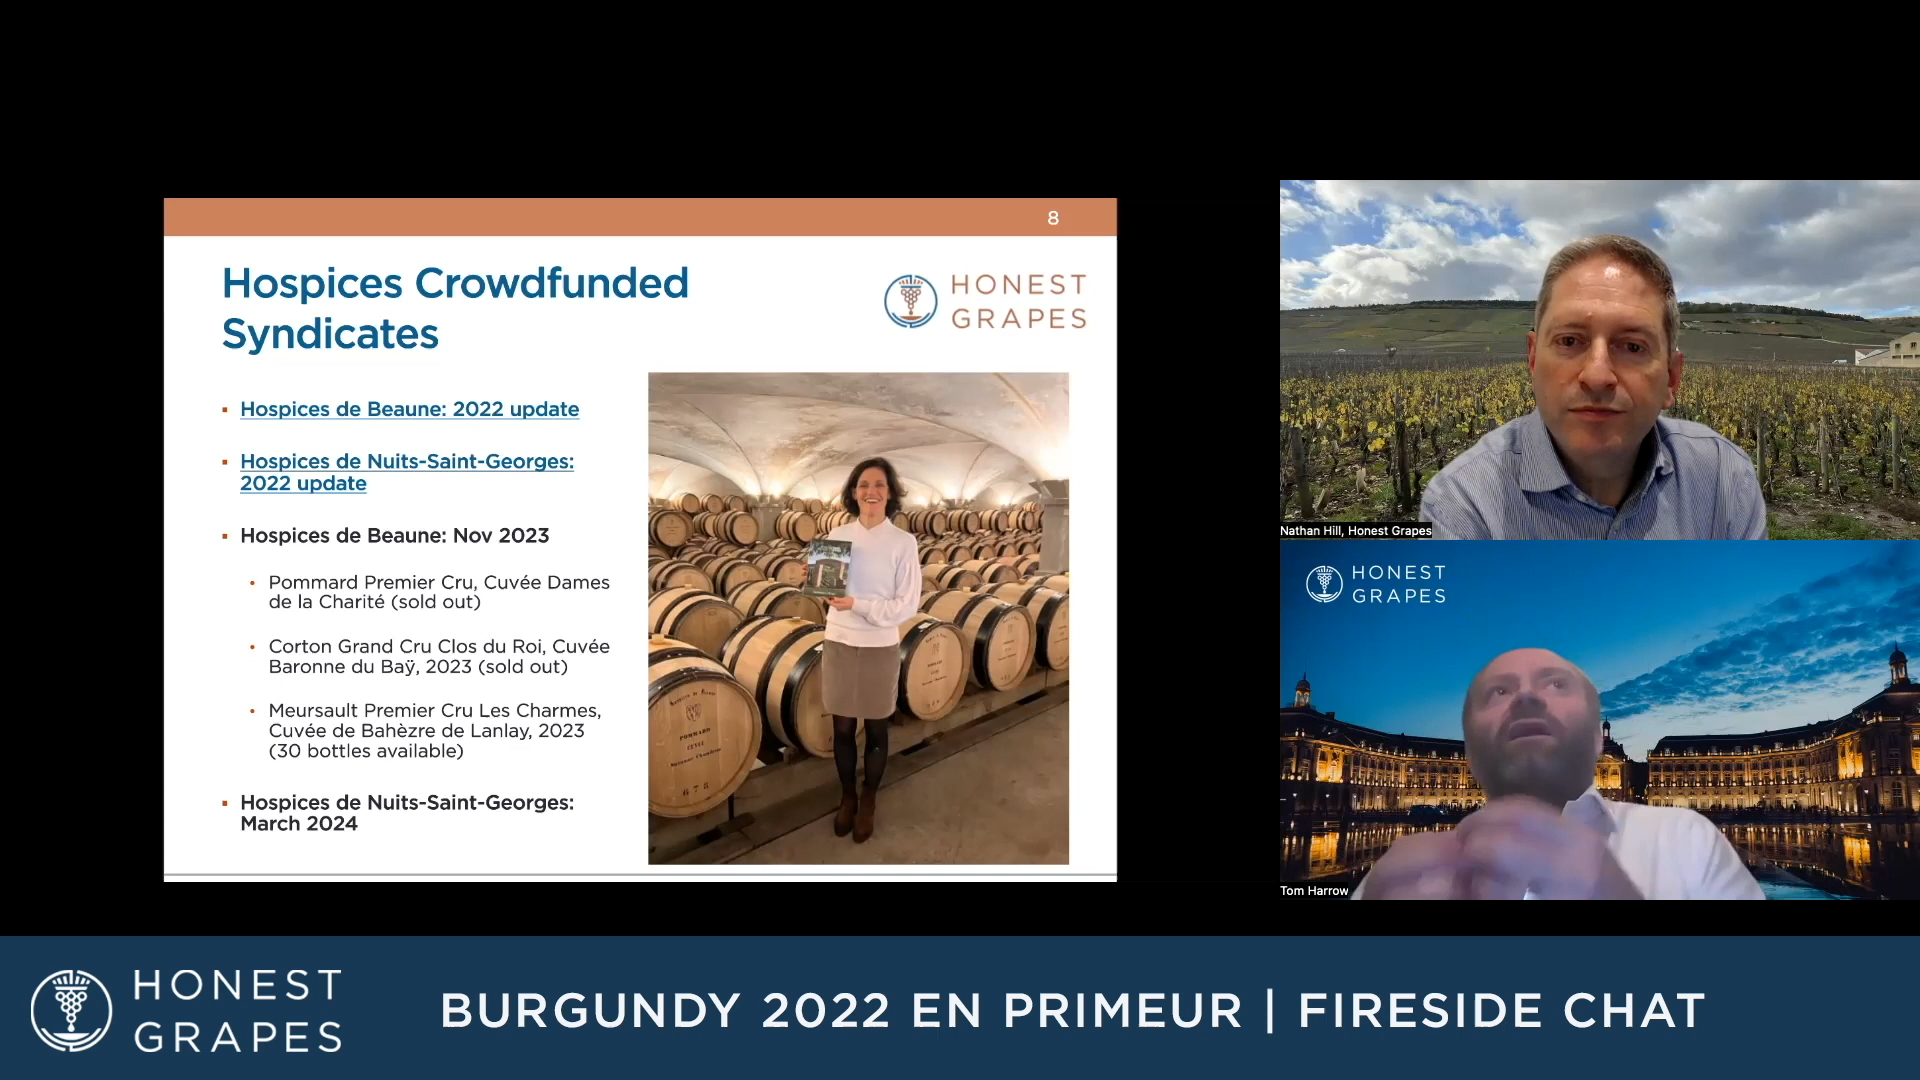 8
Hospices Crowdfunded
Syndicates
HONEST
GRAPES
▪ Hospices de Beaune: 2022 update
▪ Hospices de Nuits-Saint-Georges:
2022 update
▪ Hospices de Beaune: Nov 2023
• Pommard Premier Cru, Cuvée Dames
de la Charité (sold out)
• Corton Grand Cru Clos du Roi, Cuvée
Baronne du Baÿ, 2023 (sold out)
• Meursault Premier Cru Les Charmes,
Cuvée de Bahèzre de Lanlay, 2023
(30 bottles available)
▪ Hospices de Nuits-Saint-Georges:
March 2024
POMMARD
CUVÉE
678
Nathan Hill, Honest Grapes
HONEST
GRAPES
Tom Harrow
HONEST
GRAPES
BURGUNDY 2022 EN PRIMEUR | FIRESIDE CHAT